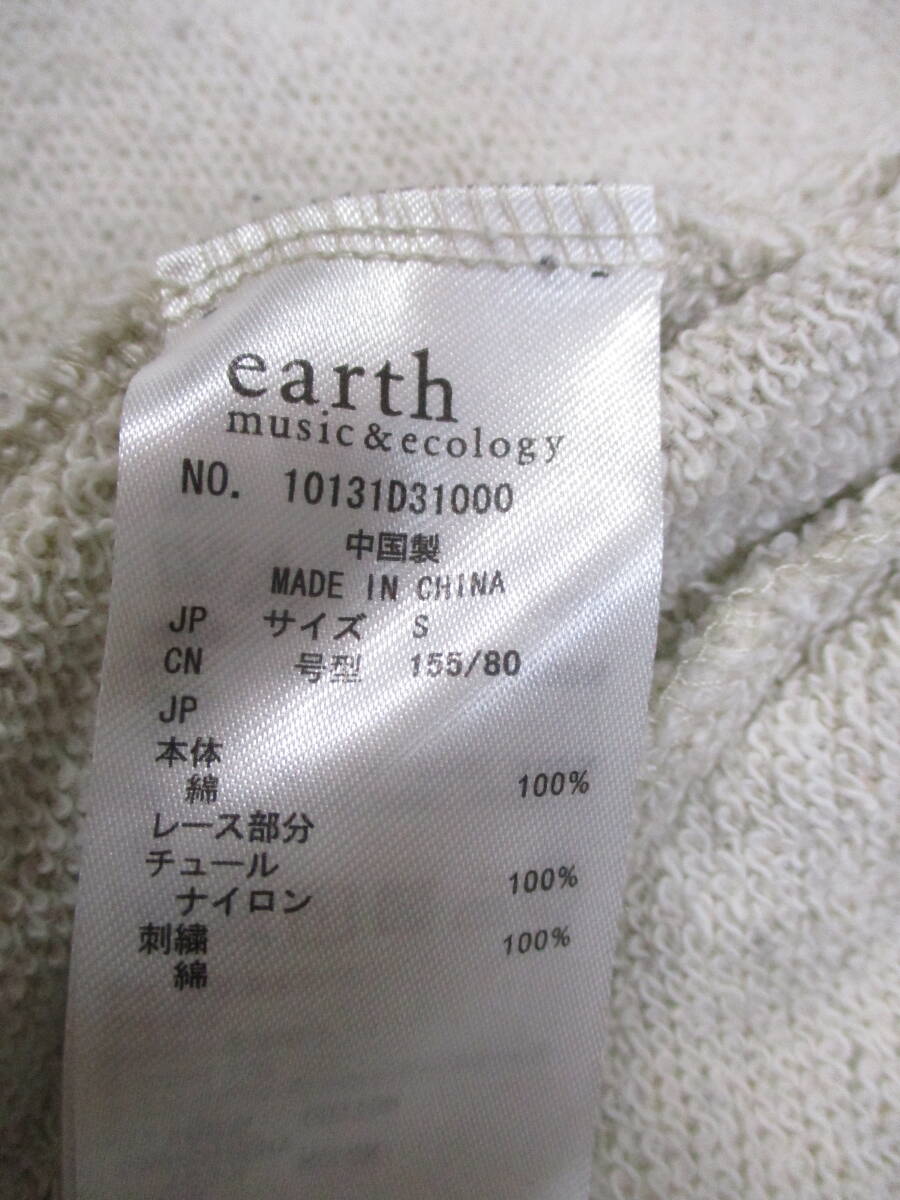 earth
music&ecology
NO. 10131D31000
中国製
MADE IN CHINA
JP サイズ S
CN 号型 155/80
JP
本体
綿 100%
レース部分
チュール
ナイロン 100%
刺繍
綿 100%